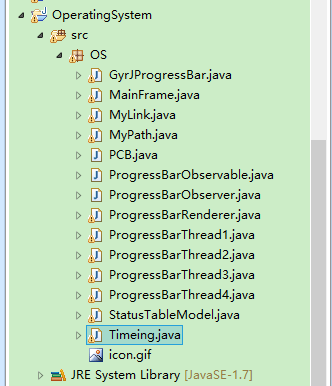 OperatingSystem
src
OS
GyrJProgressBar.java
MainFrame.java
MyLink.java
MyPath.java
PCB.java
ProgressBarObservable.java
ProgressBarObserver.java
ProgressBarRenderer.java
ProgressBarThread1.java
ProgressBarThread2.java
ProgressBarThread3.java
ProgressBarThread4.java
StatusTableModel.java
Timeing.java
icon.gif
JRE System Library [JavaSE-1.7]